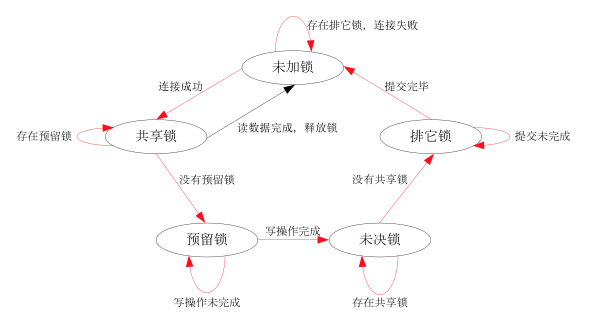 存在排它锁，连接失败
未加锁
连接成功
提交完毕
读数据完成，释放锁
存在预留锁
共享锁
排它锁
提交未完成
没有预留锁
没有共享锁
写操作完成
预留锁
未决锁
写操作未完成
存在共享锁